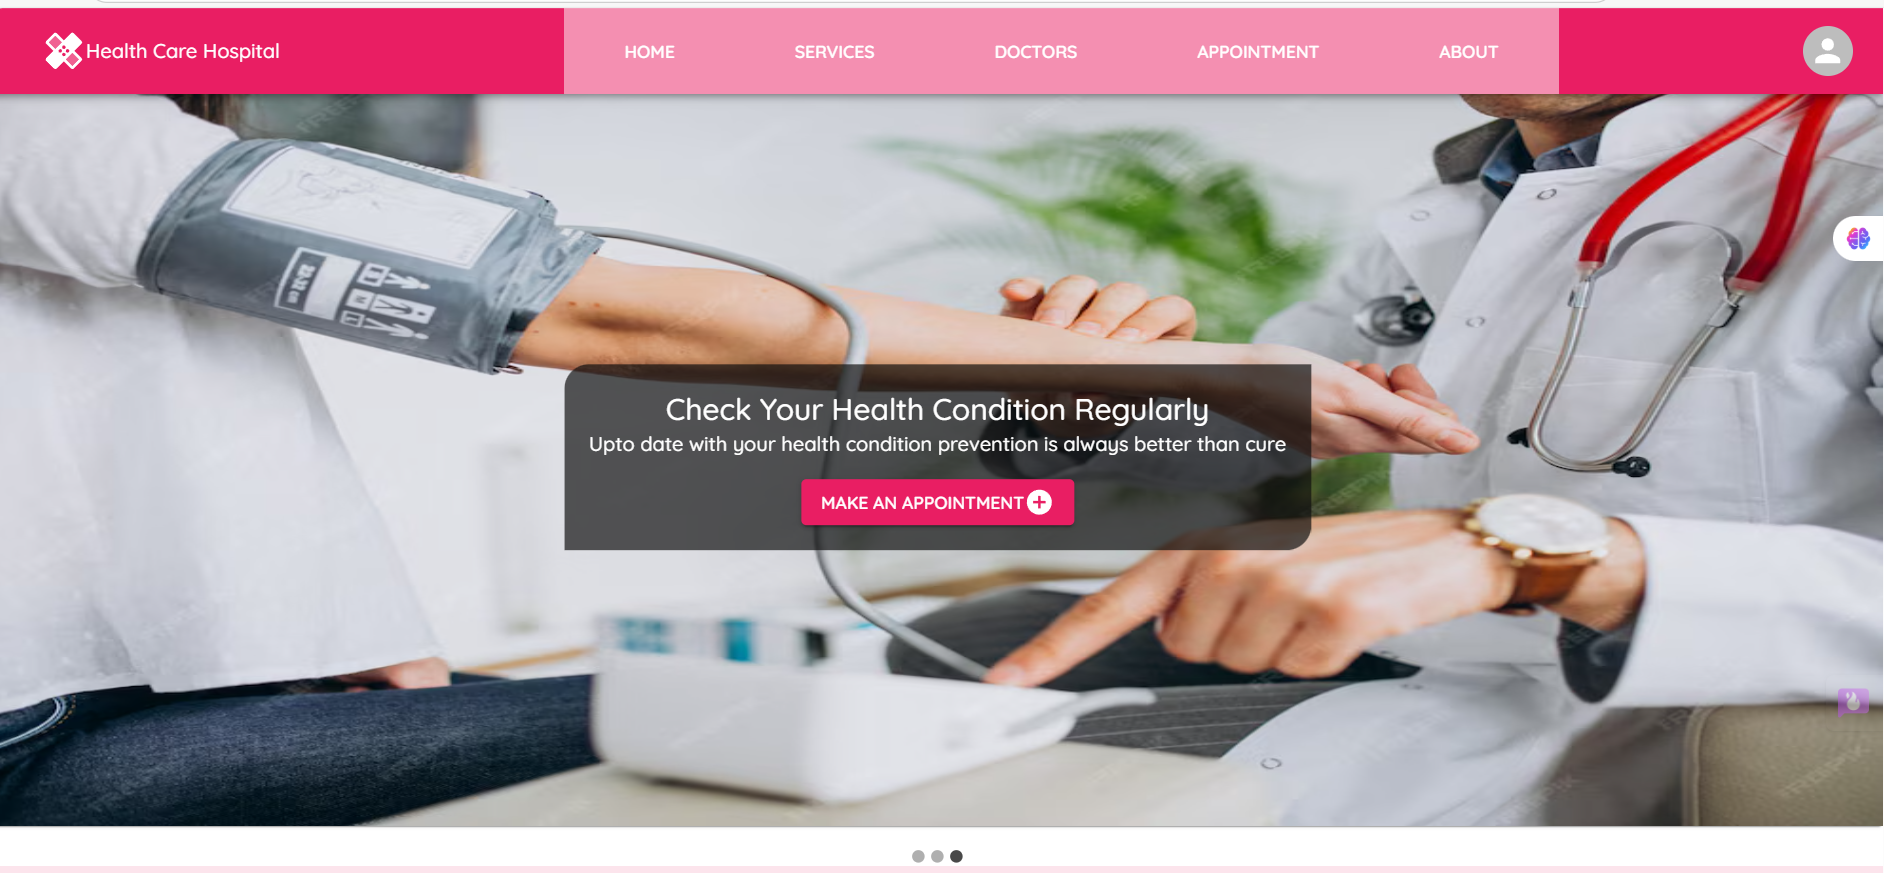 Health Care Hospital
HOME SERVICES DOCTORS APPOINTMENT ABOUT
Check Your Health Condition Regularly
Upto date with your health condition prevention is always better than cure
MAKE AN APPOINTMENT